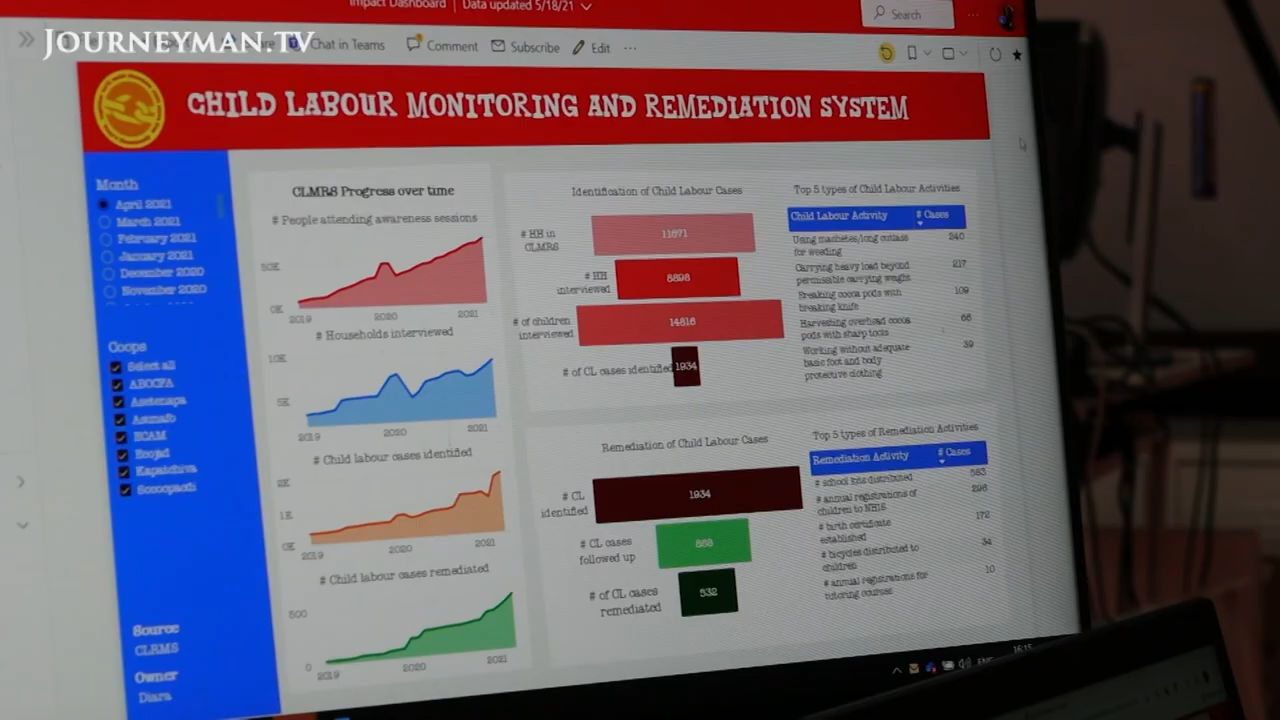 Impact Dashboard | Data updated 5/18/21
Search
JOURNEYMAN.TV
Chat in Teams
Comment
Subscribe
Edit
CHILD LABOUR MONITORING AND REMEDIATION SYSTEM
Month
April 2021
March 2021
February 2021
January 2021
December 2020
November 2020
Coops
Select all
ABOCFA
Asetenapa
Asunafo
ECAM
Ecojad
Kapatchiva
Socoopacdi
Source
CLRMS
Owner
Diara
CLMRS Progress over time
# People attending awareness sessions
50K
0K
2019 2020 2021
# Households interviewed
10K
5K
2019 2020 2021
# Child labour cases identified
2K
1K
0K
2019 2020 2021
# Child labour cases remediated
500
0
2019 2020 2021
Identification of Child Labour Cases
# HH in
CLMRS
11671
# HH
interviewed
8898
# of children
interviewed
14816
# of CL cases identified 1934
Top 5 types of Child Labour Activities
Child Labour Activity # Cases
Using machetes/long cutlass
for weeding
240
Carrying heavy load beyond
permissible carrying weight
217
Breaking cocoa pods with
breaking knife
109
Harvesting overhead cocoa
pods with sharp tools
66
Working without adequate
basic foot and body
protective clothing
39
Remediation of Child Labour Cases
# CL
identified
1934
# CL cases
followed up
868
# of CL cases
remediated
532
Top 5 types of Remediation Activities
Remediation Activity # Cases
# school kits distributed 583
# annual registrations of
children to NHIS
296
# birth certificate
established
172
# bicycles distributed to
children
34
# annual registrations for
tutoring courses
10
16:15